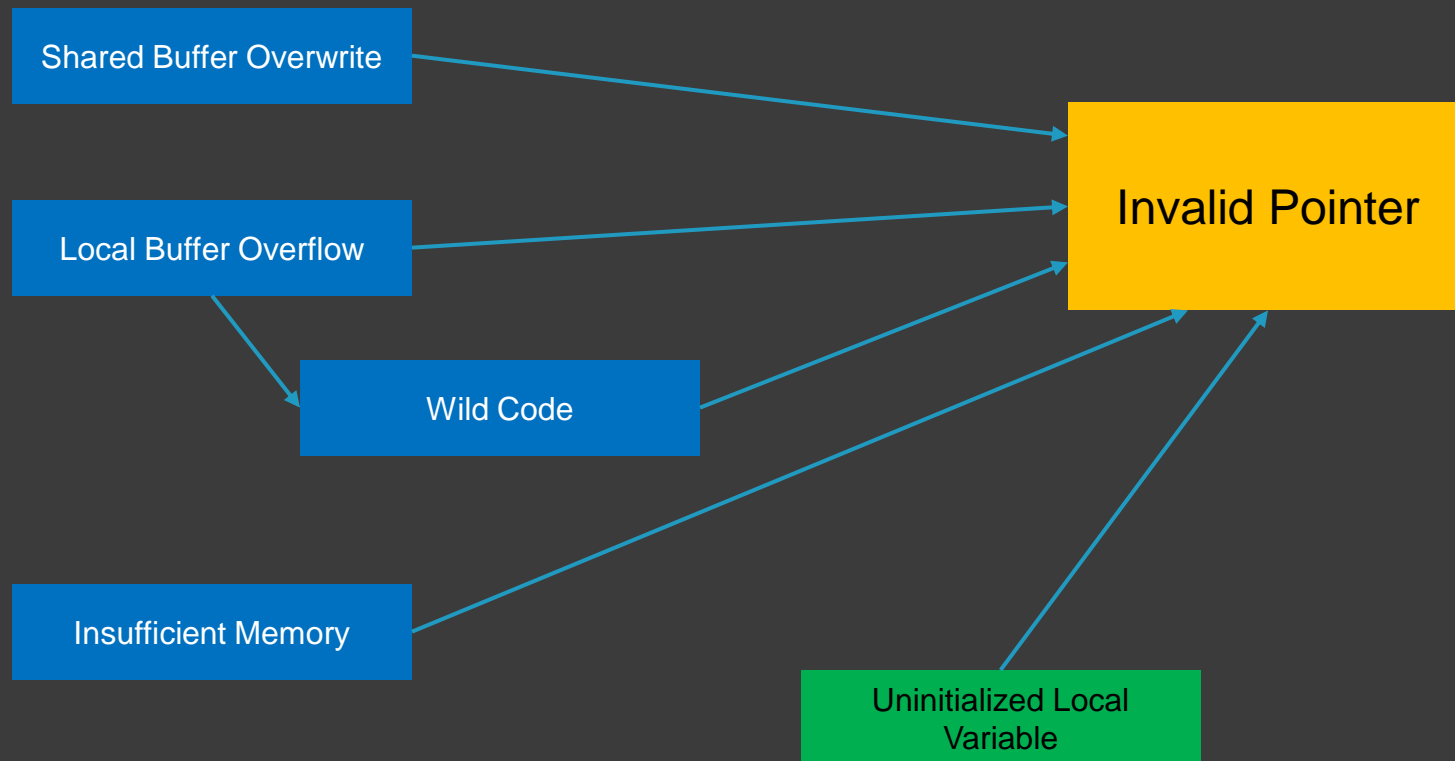 Shared Buffer Overwrite
Invalid Pointer
Local Buffer Overflow
Wild Code
Insufficient Memory
Uninitialized Local
Variable